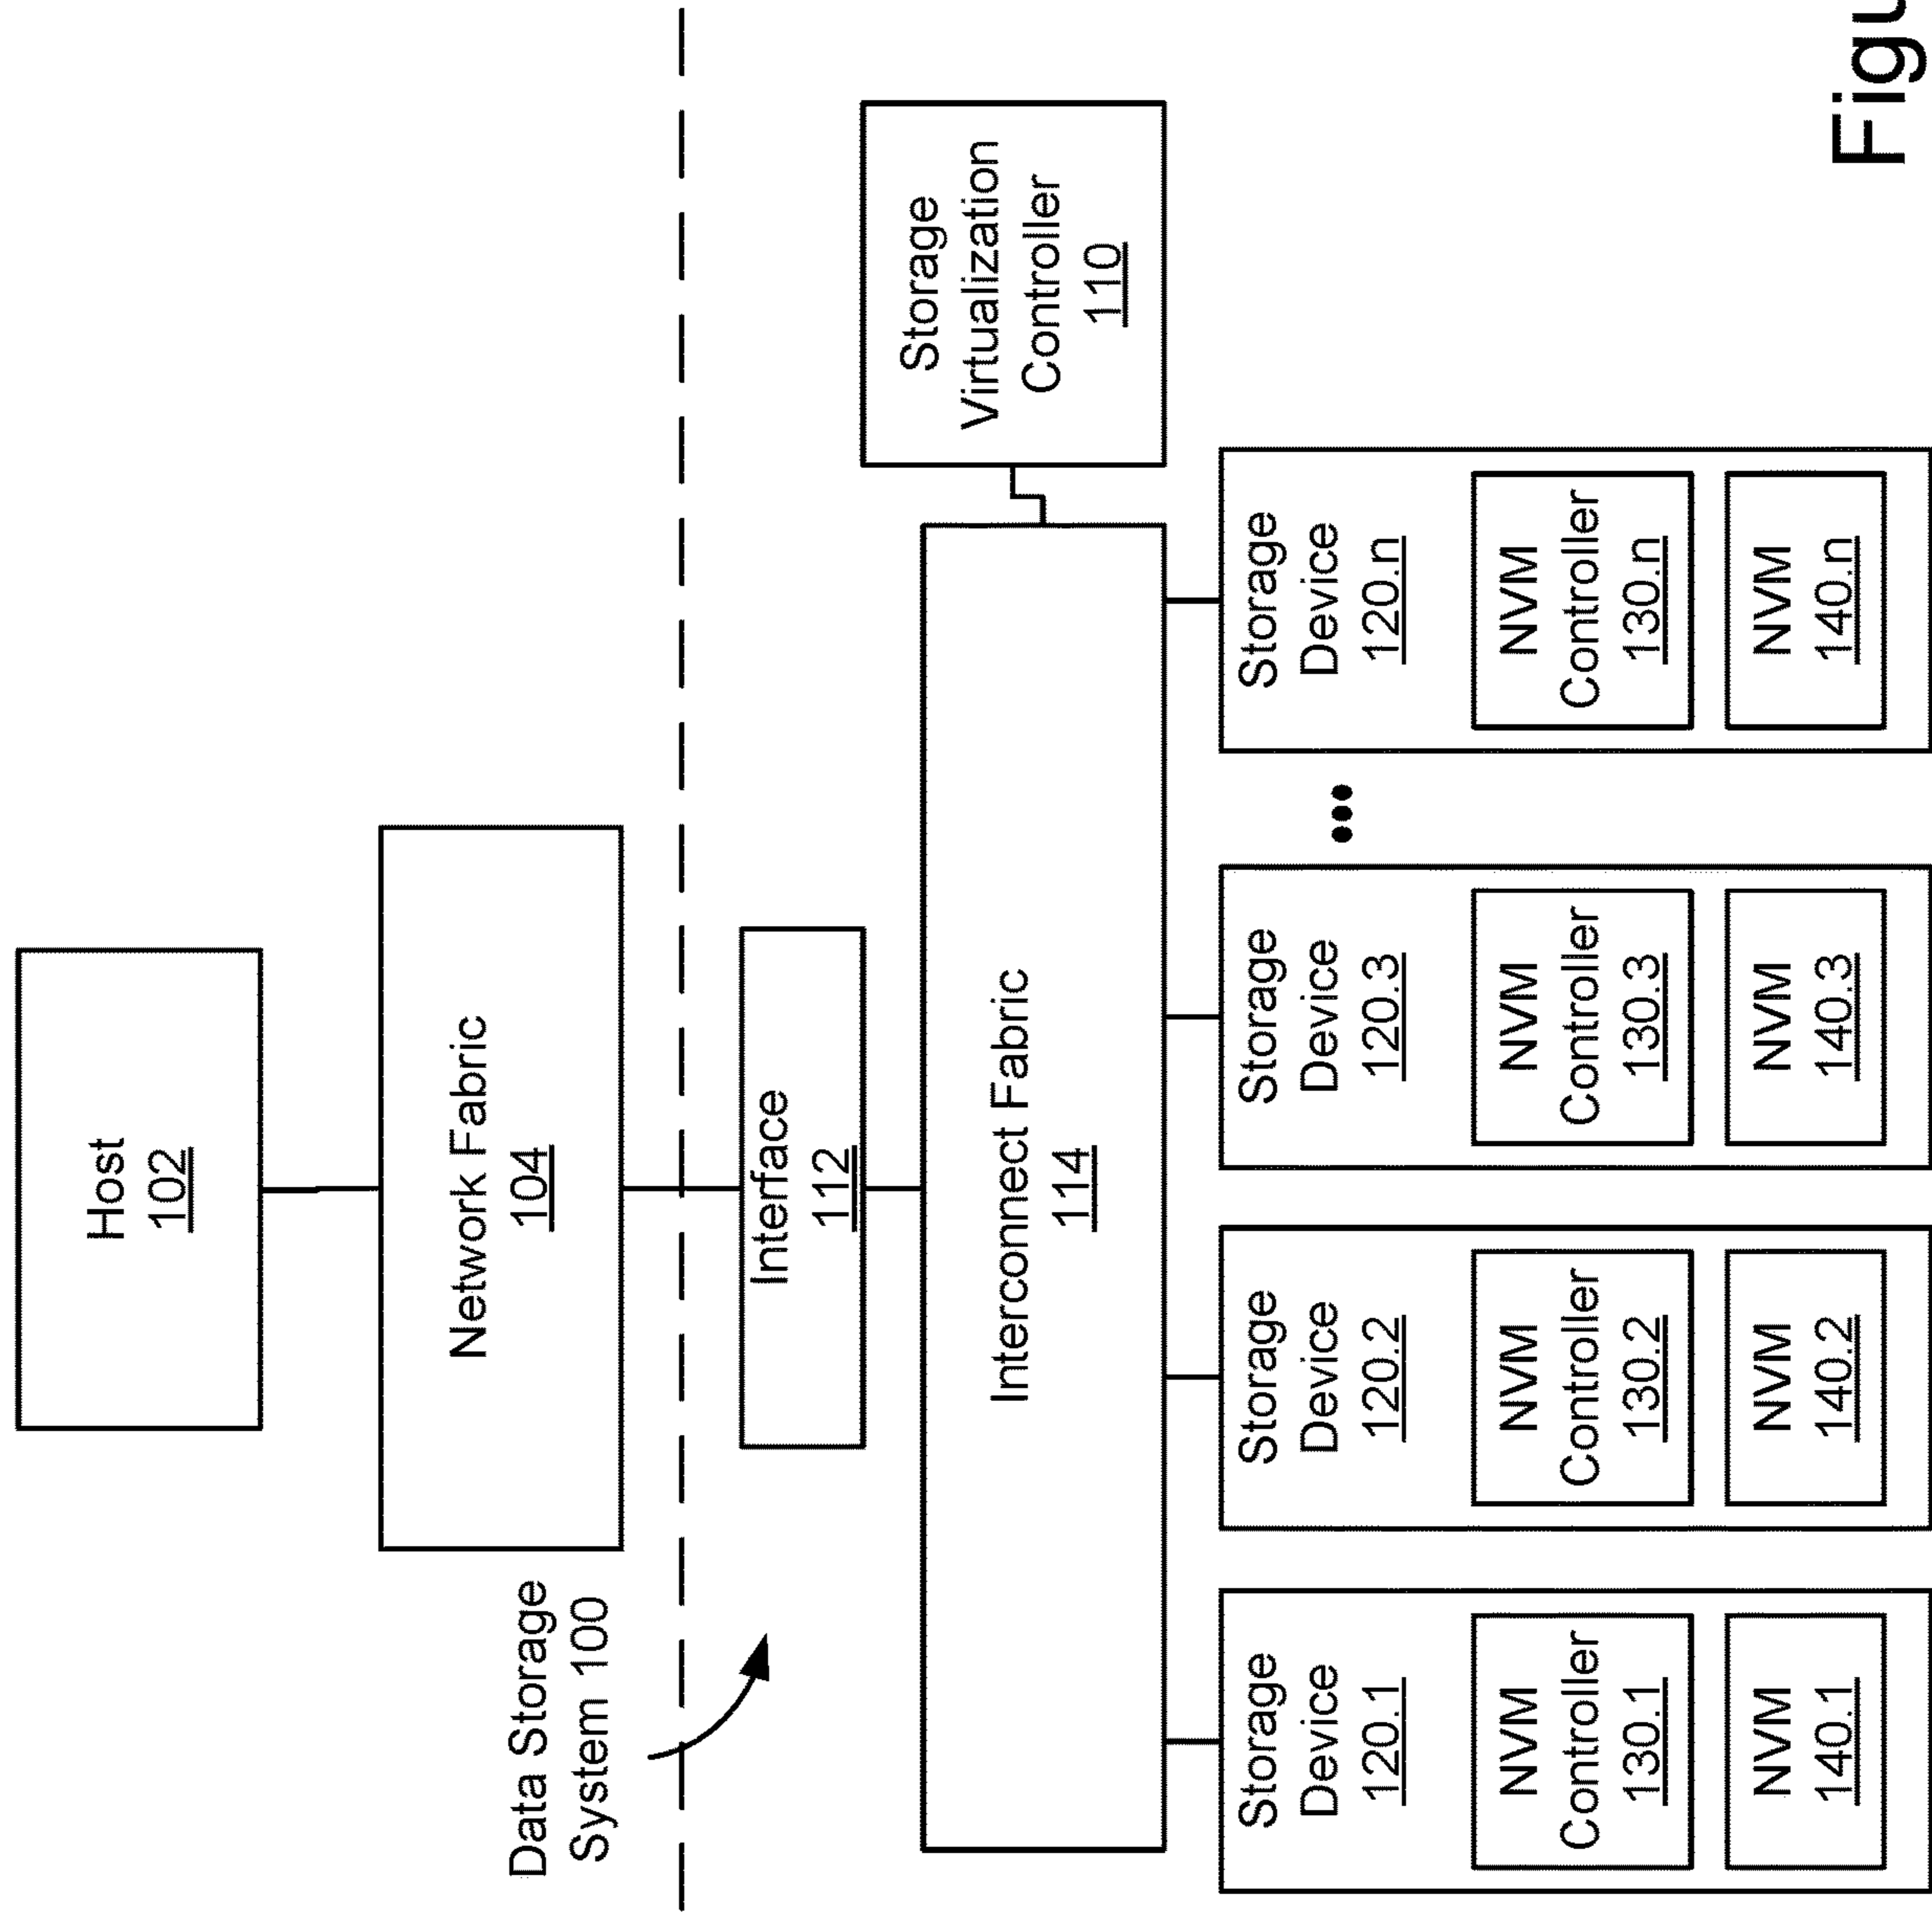 Host
102
Network Fabric
104
Data Storage
System 100
Interface
112
Storage
Virtualization
Controller
110
Interconnect Fabric
114
Storage
Device
120.1
NVM
Controller
130.1
NVM
140.1
Storage
Device
120.2
NVM
Controller
130.2
NVM
140.2
Storage
Device
120.3
NVM
Controller
130.3
NVM
140.3
Storage
Device
120.n
NVM
Controller
130.n
NVM
140.n